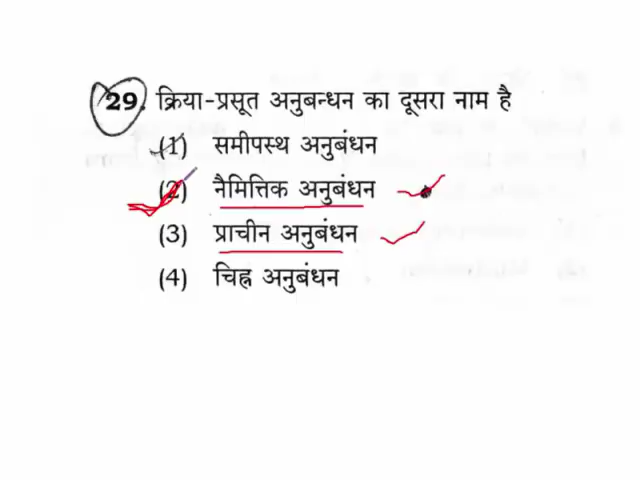 29. क्रिया-प्रसूत अनुबन्धन का दूसरा नाम है
(1) समीपस्थ अनुबंधन
(2) नैमित्तिक अनुबंधन
(3) प्राचीन अनुबंधन
(4) चिह्न अनुबंधन